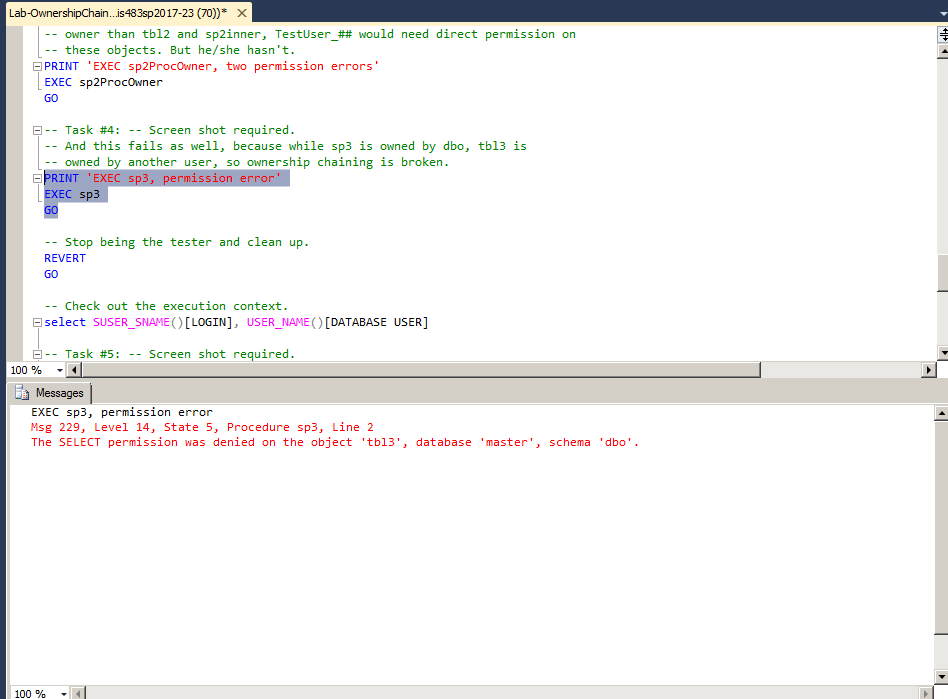 Lab-OwnershipChain...is483sp2017-23 (70))*
-- owner than tbl2 and sp2inner, TestUser_## would need direct permission on
-- these objects. But he/she hasn't.
PRINT 'EXEC sp2ProcOwner, two permission errors'
EXEC sp2ProcOwner
GO
-- Task #4: -- Screen shot required.
-- And this fails as well, because while sp3 is owned by dbo, tbl3 is
-- owned by another user, so ownership chaining is broken.
PRINT 'EXEC sp3, permission error'
EXEC sp3
GO
-- Stop being the tester and clean up.
REVERT
GO
-- Check out the execution context.
select SUSER_SNAME()[LOGIN], USER_NAME()[DATABASE USER]
-- Task #5: -- Screen shot required.
100 %
Messages
EXEC sp3, permission error
Msg 229, Level 14, State 5, Procedure sp3, Line 2
The SELECT permission was denied on the object 'tbl3', database 'master', schema 'dbo'.
100 %